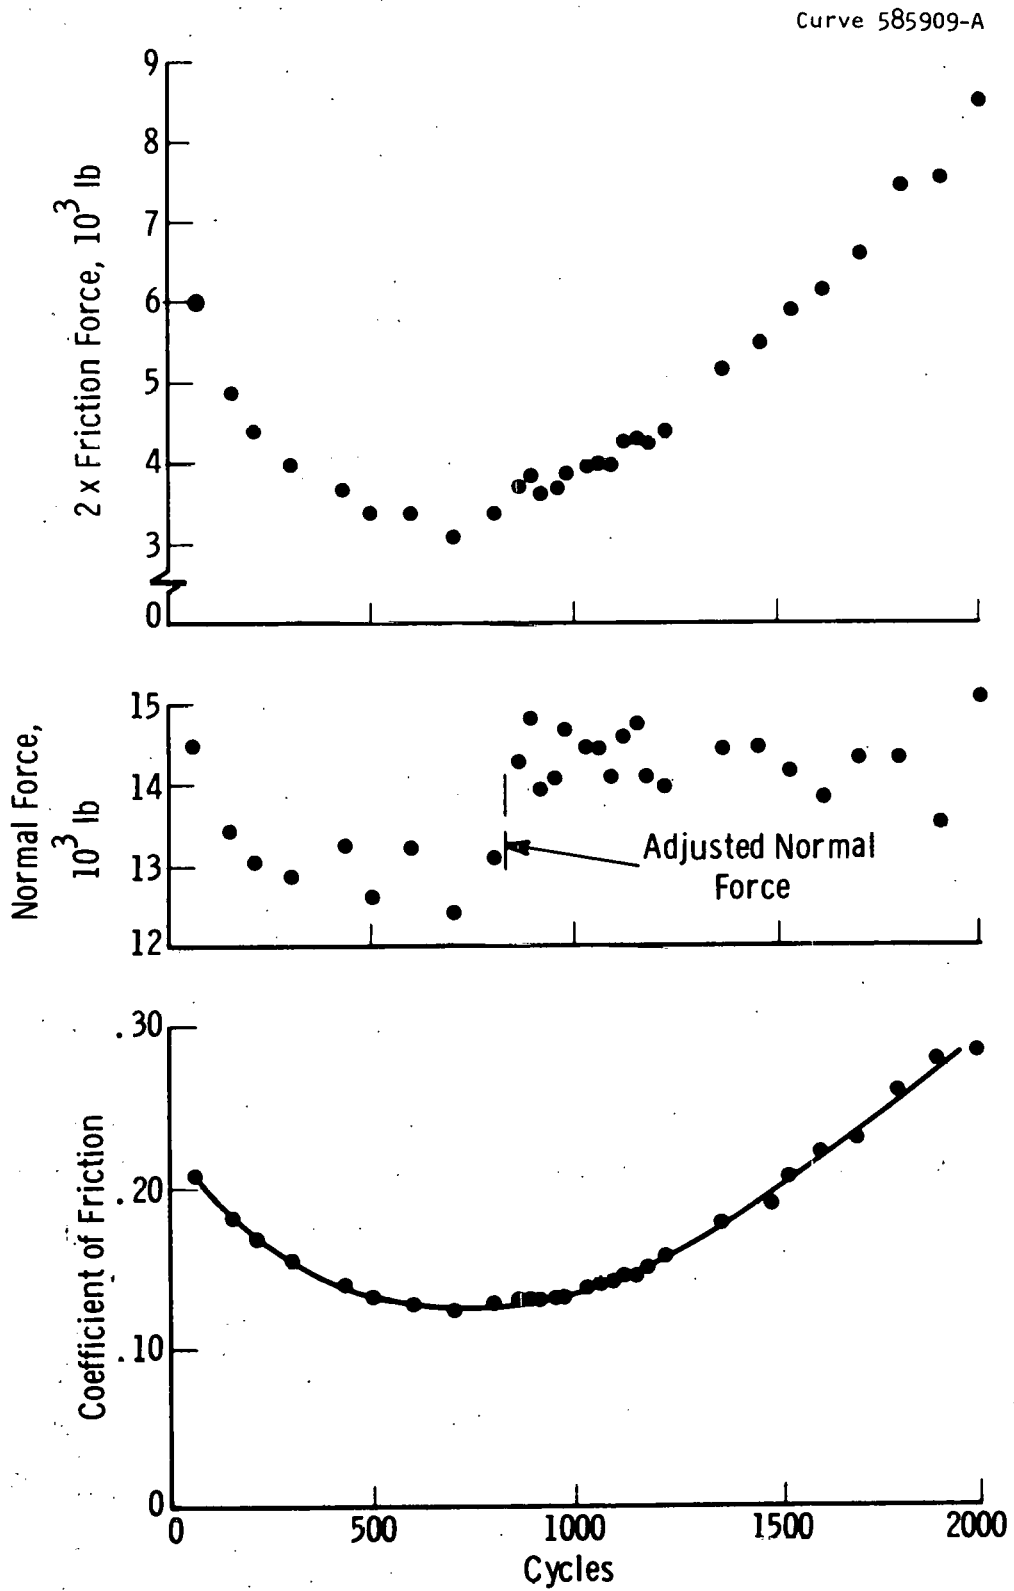 Curve 585909-A
9
8
7
6
5
4
3
0
2 x Friction Force, 10³ lb
15
14
13
12
Normal Force,
10³ lb
Adjusted Normal
Force
.30
.20
.10
0
Coefficient of Friction
0 500 1000 1500 2000
Cycles